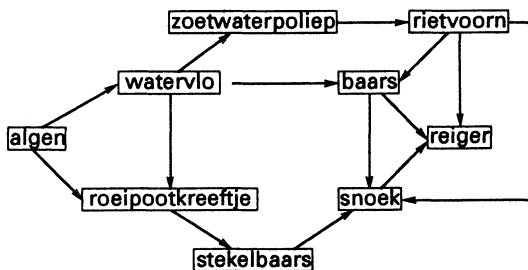 zoetwaterpoliep
rietvoorn
watervlo
baars
algen
reiger
roeipootkreeftje
snoek
stekelbaars